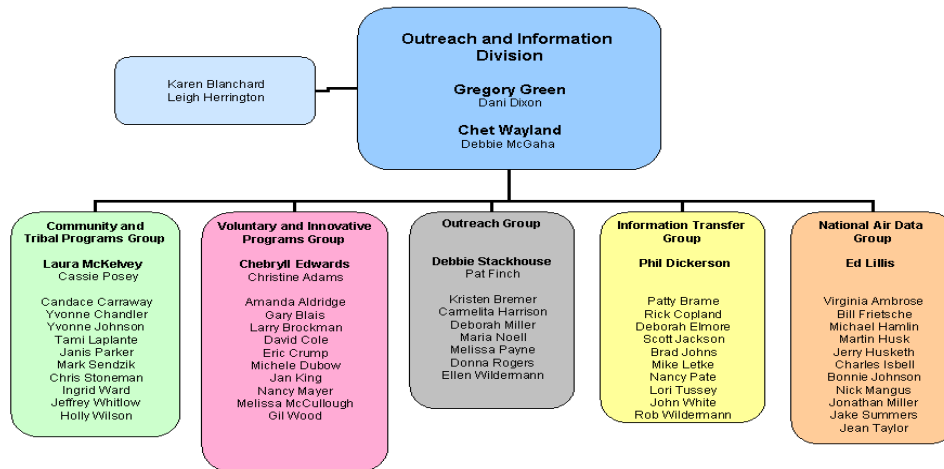 Outreach and Information
Division
Gregory Green
Dani Dixon
Chet Wayland
Debbie McGaha
Karen Blanchard
Leigh Herrington
Community and
Tribal Programs Group
Laura McKelvey
Cassie Posey
Candace Carraway
Yvonne Chandler
Yvonne Johnson
Tami Laplante
Janis Parker
Mark Sendzik
Chris Stoneman
Ingrid Ward
Jeffrey Whitlow
Holly Wilson
Voluntary and Innovative
Programs Group
Chebryll Edwards
Christine Adams
Amanda Aldridge
Gary Blais
Larry Brockman
David Cole
Eric Crump
Michele Dubow
Jan King
Nancy Mayer
Melissa McCullough
Gil Wood
Outreach Group
Debbie Stackhouse
Pat Finch
Kristen Bremer
Carmelita Harrison
Deborah Miller
Maria Noell
Melissa Payne
Donna Rogers
Ellen Wildermann
Information Transfer
Group
Phil Dickerson
Patty Brame
Rick Copland
Deborah Elmore
Scott Jackson
Brad Johns
Mike Letke
Nancy Pate
Lori Tussey
John White
Rob Wildermann
National Air Data
Group
Ed Lillis
Virginia Ambrose
Bill Frietsche
Michael Hamlin
Martin Husk
Jerry Husketh
Charles Isbell
Bonnie Johnson
Nick Mangus
Jonathan Miller
Jake Summers
Jean Taylor